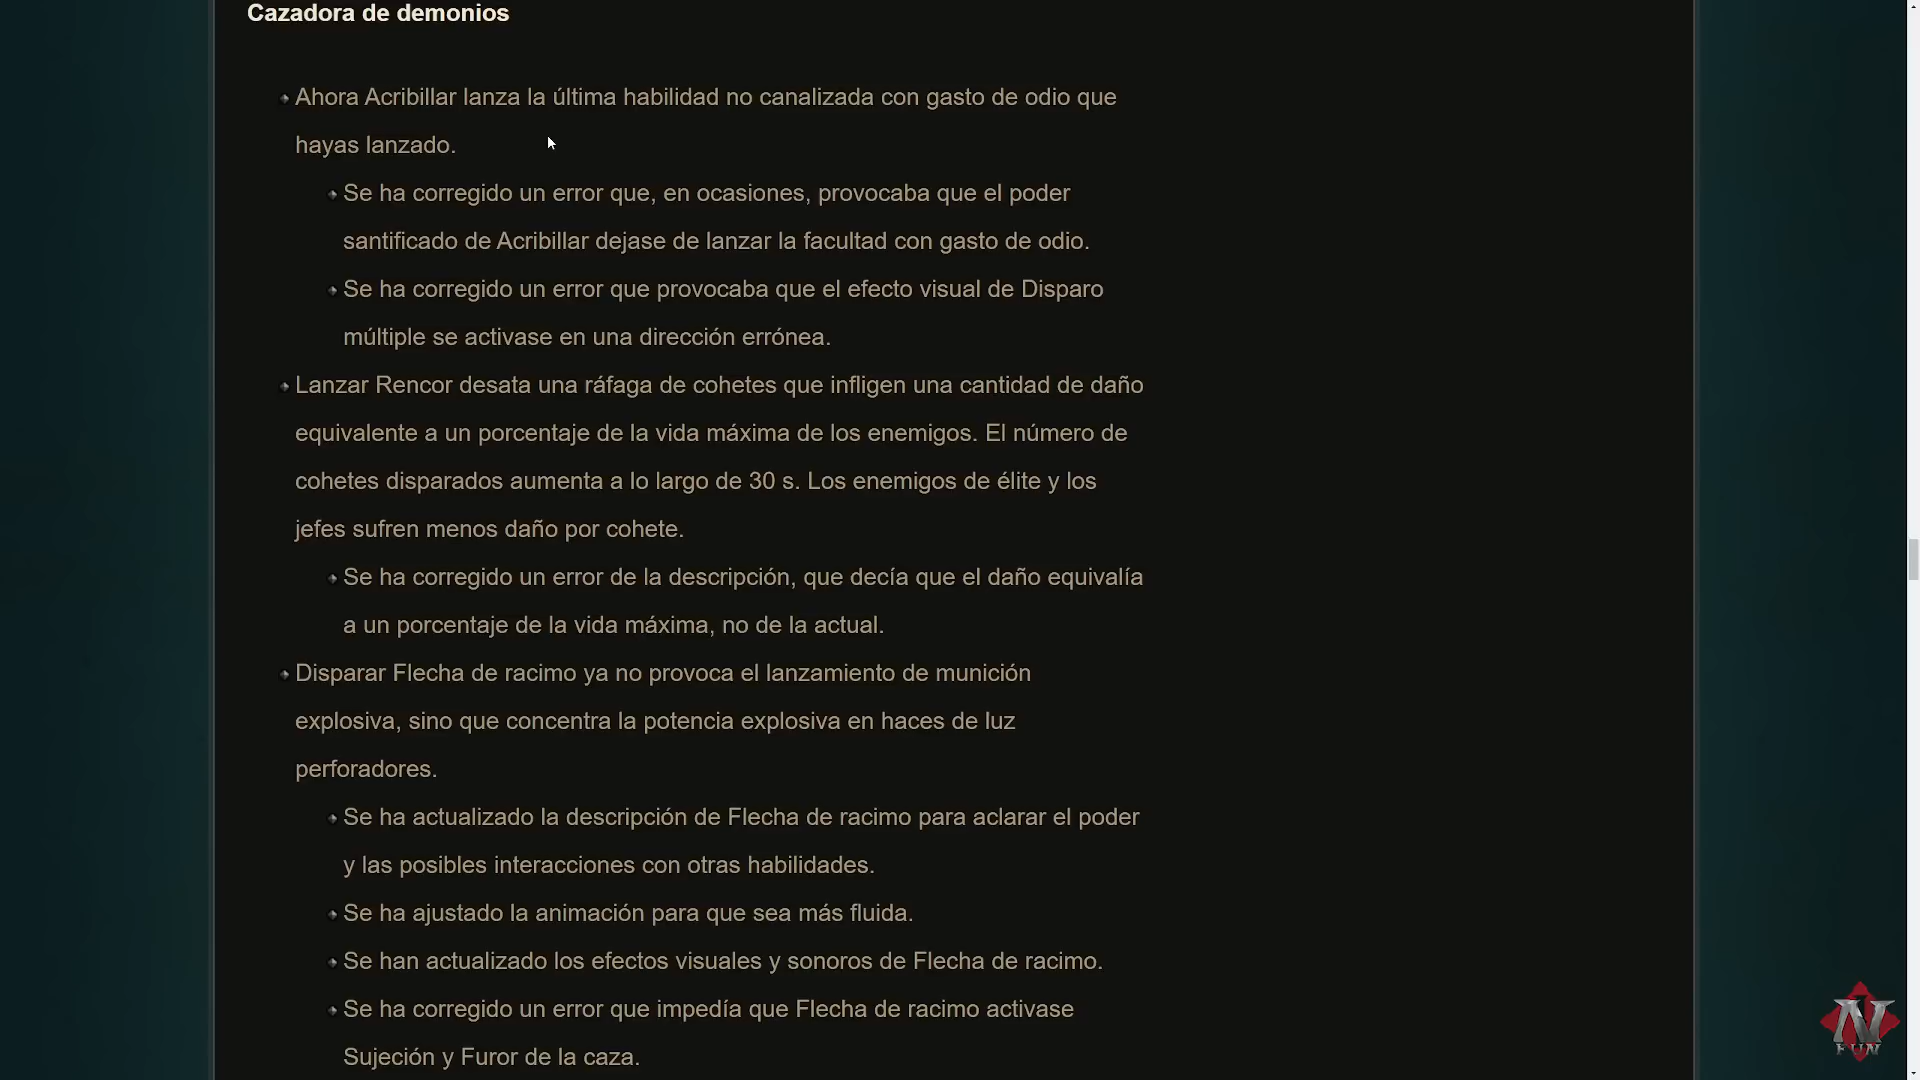 Cazadora de demonios
Ahora Acribillar lanza la última habilidad no canalizada con gasto de odio que
hayas lanzado.
Se ha corregido un error que, en ocasiones, provocaba que el poder
santificado de Acribillar dejase de lanzar la facultad con gasto de odio.
Se ha corregido un error que provocaba que el efecto visual de Disparo
múltiple se activase en una dirección errónea.
Lanzar Rencor desata una ráfaga de cohetes que infligen una cantidad de daño
equivalente a un porcentaje de la vida máxima de los enemigos. El número de
cohetes disparados aumenta a lo largo de 30 s. Los enemigos de élite y los
jefes sufren menos daño por cohete.
Se ha corregido un error de la descripción, que decía que el daño equivalía
a un porcentaje de la vida máxima, no de la actual.
Disparar Flecha de racimo ya no provoca el lanzamiento de munición
explosiva, sino que concentra la potencia explosiva en haces de luz
perforadores.
Se ha actualizado la descripción de Flecha de racimo para aclarar el poder
y las posibles interacciones con otras habilidades.
Se ha ajustado la animación para que sea más fluida.
Se han actualizado los efectos visuales y sonoros de Flecha de racimo.
Se ha corregido un error que impedía que Flecha de racimo activase
Sujeción y Furor de la caza.
N
FUN